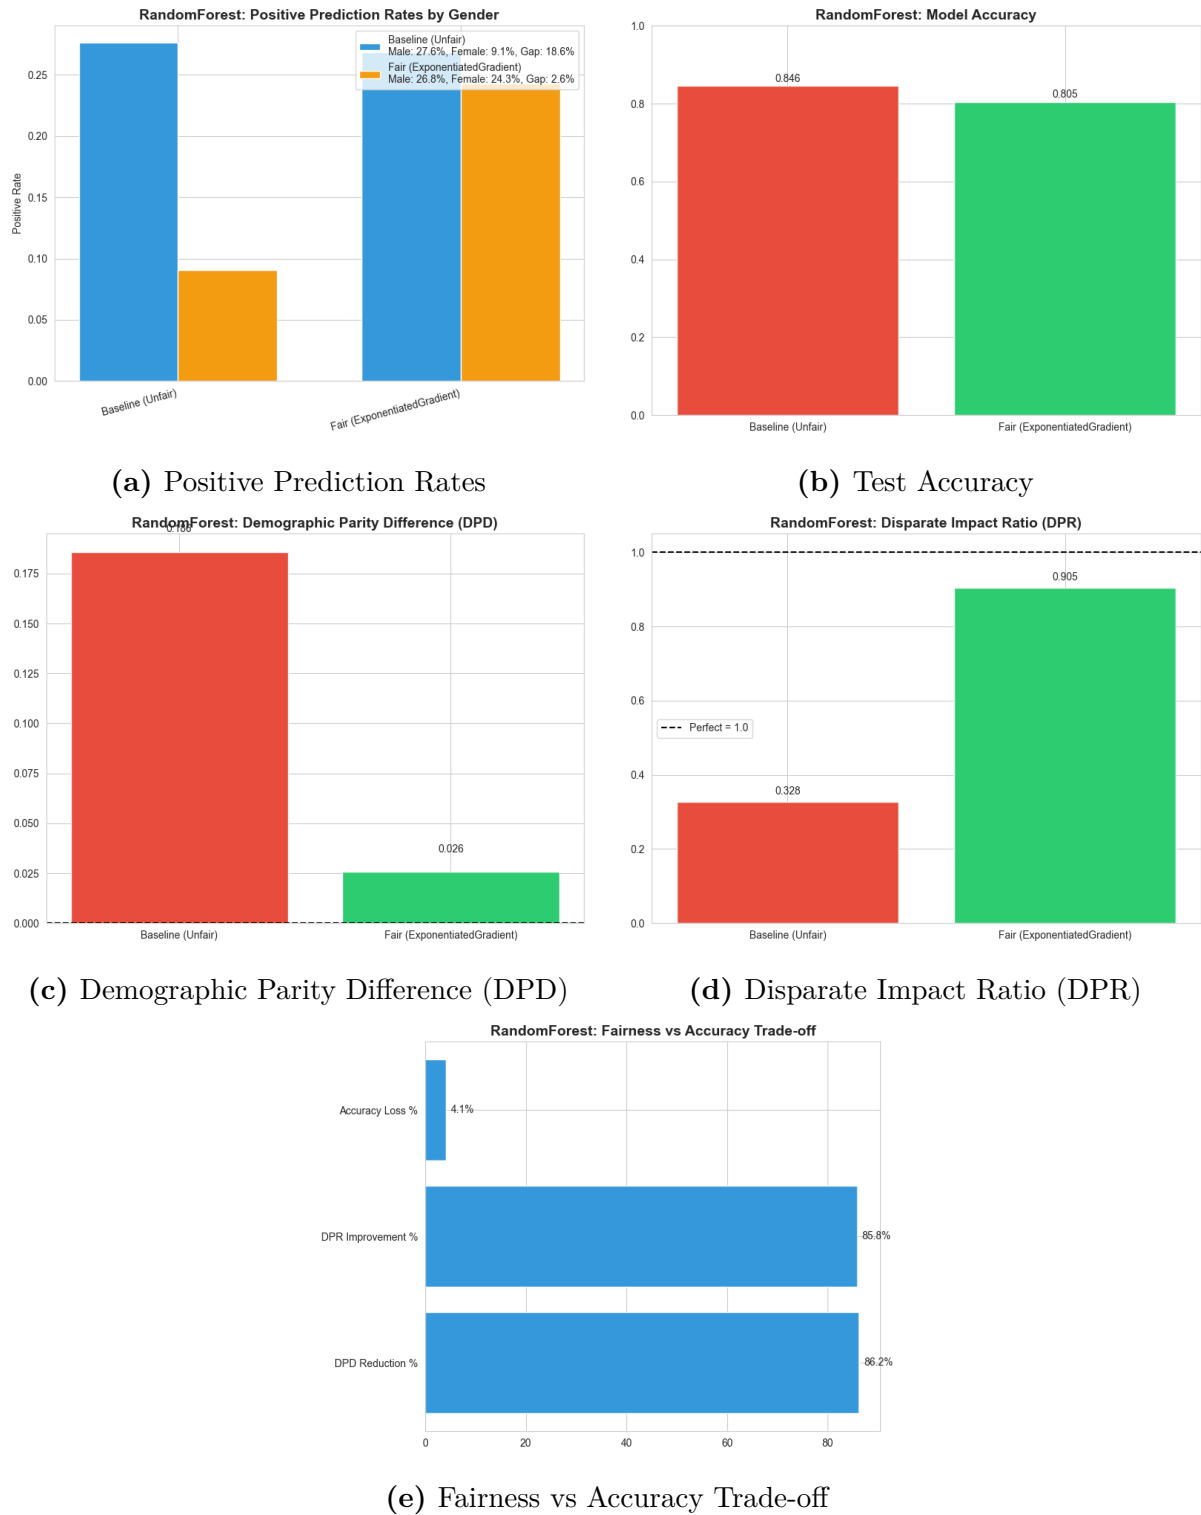 RandomForest: Positive Prediction Rates by Gender
Baseline (Unfair)
Male: 27.6%, Female: 9.1%, Gap: 18.6%
Fair (ExponentiatedGradient)
Male: 26.8%, Female: 24.3%, Gap: 2.6%
Positive Rate
0.25
0.20
0.15
0.10
0.05
0.00
Baseline (Unfair)
Fair (ExponentiatedGradient)
(a) Positive Prediction Rates
RandomForest: Model Accuracy
1.0
0.8
0.6
0.4
0.2
0.0
0.846
0.805
Baseline (Unfair)
Fair (ExponentiatedGradient)
(b) Test Accuracy
RandomForest: Demographic Parity Difference (DPD)
0.186
0.175
0.150
0.125
0.100
0.075
0.050
0.025
0.000
0.026
Baseline (Unfair)
Fair (ExponentiatedGradient)
(c) Demographic Parity Difference (DPD)
RandomForest: Disparate Impact Ratio (DPR)
1.0
0.8
0.6
0.4
0.2
0.0
0.905
Perfect = 1.0
0.328
Baseline (Unfair)
Fair (ExponentiatedGradient)
(d) Disparate Impact Ratio (DPR)
RandomForest: Fairness vs Accuracy Trade-off
Accuracy Loss %
4.1%
DPR Improvement %
85.8%
DPD Reduction %
86.2%
0
20
40
60
80
(e) Fairness vs Accuracy Trade-off